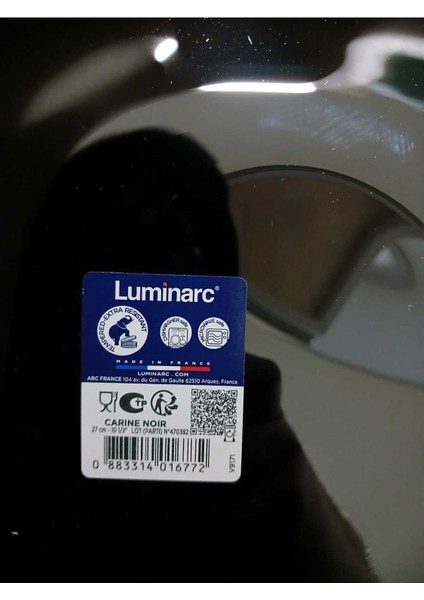 Luminarc®
TEMPERED-EXTRA RESISTANT
DISHWASHER safe
MICROWAVE safe
MADE IN FRANCE
LUMINARC.COM
ARC FRANCE 104 av. du Gén. de Gaulle 62510 Arques, France
CARINE NOIR
27 cm - 10 1/2" LOT (PARTI) N°470392
0 883314 016772
V9171